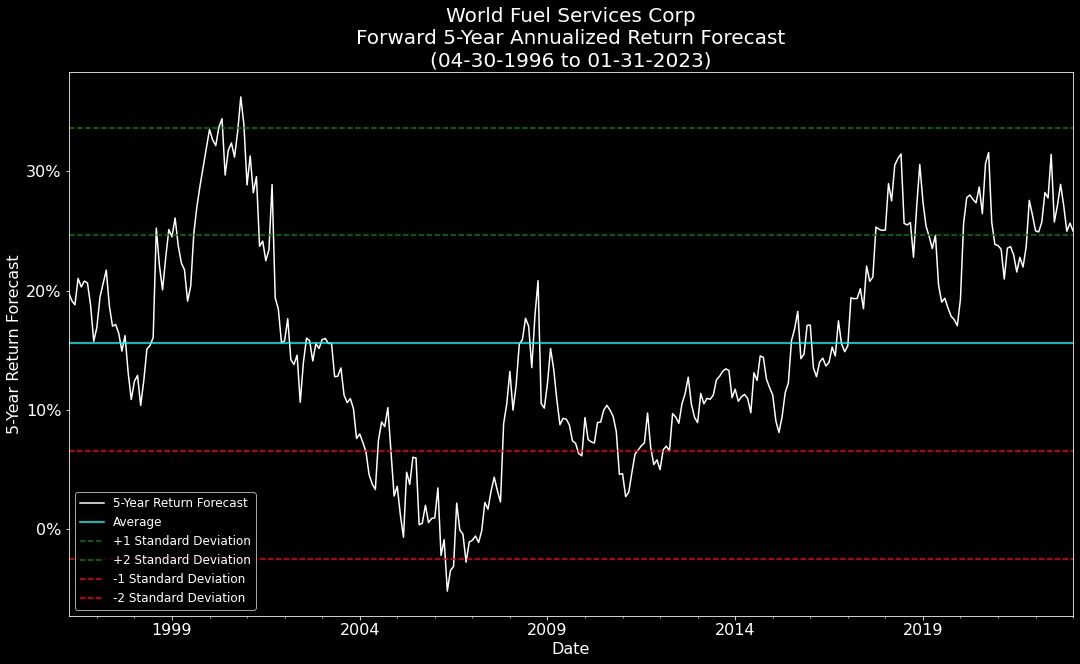 World Fuel Services Corp
Forward 5-Year Annualized Return Forecast
(04-30-1996 to 01-31-2023)
5-Year Return Forecast
30%
20%
10%
0%
5-Year Return Forecast
Average
+1 Standard Deviation
+2 Standard Deviation
-1 Standard Deviation
-2 Standard Deviation
1999
2004
2009
2014
2019
Date